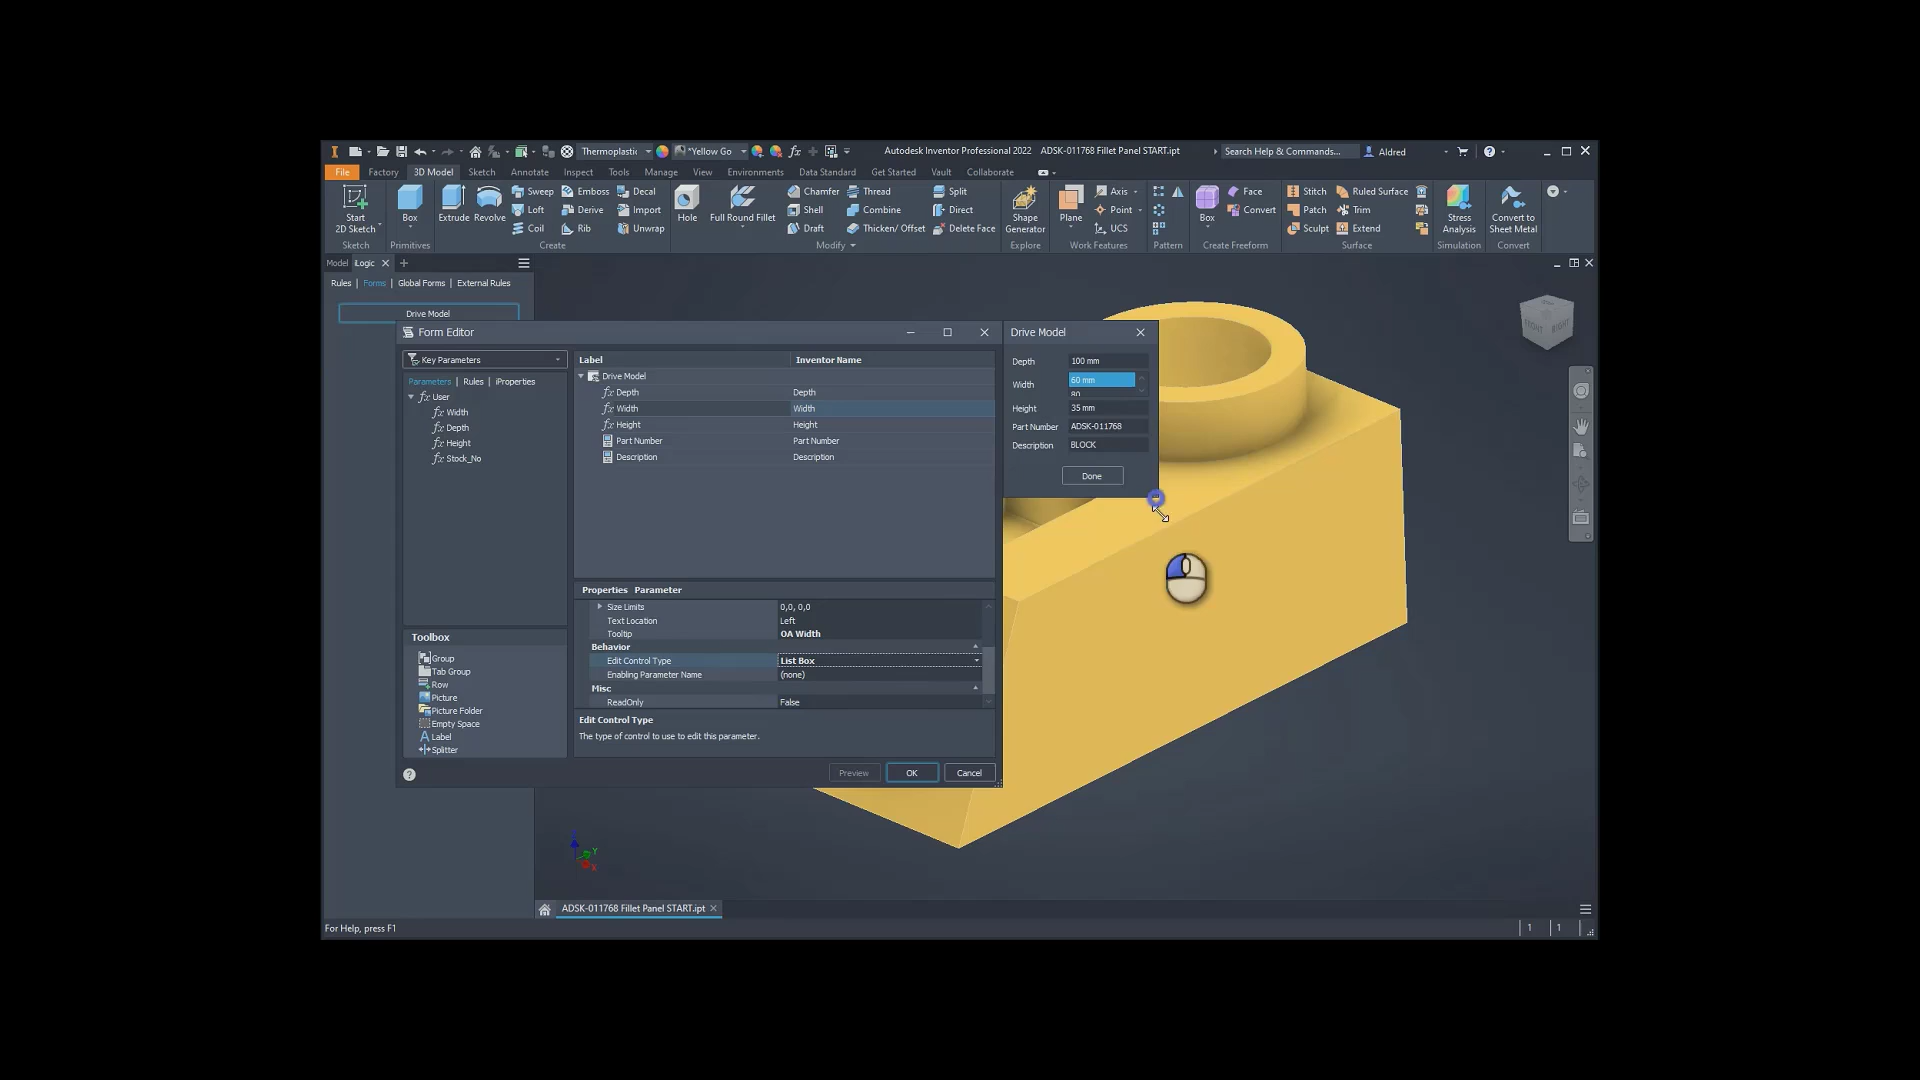 Thermoplastic
*Yellow Go
Autodesk Inventor Professional 2022 ADSK-011768 Fillet Panel START.ipt
Search Help & Commands...
Aldred
File Factory 3D Model Sketch Annotate Inspect Tools Manage View Environments Data Standard Get Started Vault Collaborate
Start
2D Sketch
Box
Extrude
Revolve
Sweep
Loft
Coil
Emboss
Derive
Rib
Decal
Import
Unwrap
Hole
Full Round Fillet
Chamfer
Shell
Draft
Thread
Combine
Thicken/ Offset
Split
Direct
Delete Face
Shape
Generator
Plane
Axis
Point
UCS
Box
Face
Convert
Stitch
Patch
Sculpt
Ruled Surface
Trim
Extend
Stress
Analysis
Convert to
Sheet Metal
Sketch Primitives Create Modify Explore Work Features Pattern Create Freeform Surface Simulation Convert
Model Logic
Rules | Forms | Global Forms | External Rules
Drive Model
Form Editor
Key Parameters
Parameters | Rules | iProperties
fx User
fx Width
fx Depth
fx Height
fx Stock_No
Toolbox
Group
Tab Group
Row
Picture
Picture Folder
Empty Space
A Label
Splitter
Label Inventor Name
Drive Model
fx Depth Depth
fx Width Width
fx Height Height
Part Number Part Number
Description Description
Properties Parameter
Size Limits 0,0, 0,0
Text Location Left
Tooltip OA Width
Behavior
Edit Control Type List Box
Enabling Parameter Name (none)
Misc
ReadOnly False
Edit Control Type
The type of control to use to edit this parameter.
Preview OK Cancel
Drive Model
Depth 100 mm
Width 60 mm
80
Height 35 mm
Part Number ADSK-011768
Description BLOCK
Done
FRONT RIGHT
Z
Y
X
ADSK-011768 Fillet Panel START.ipt
For Help, press F1
1 1